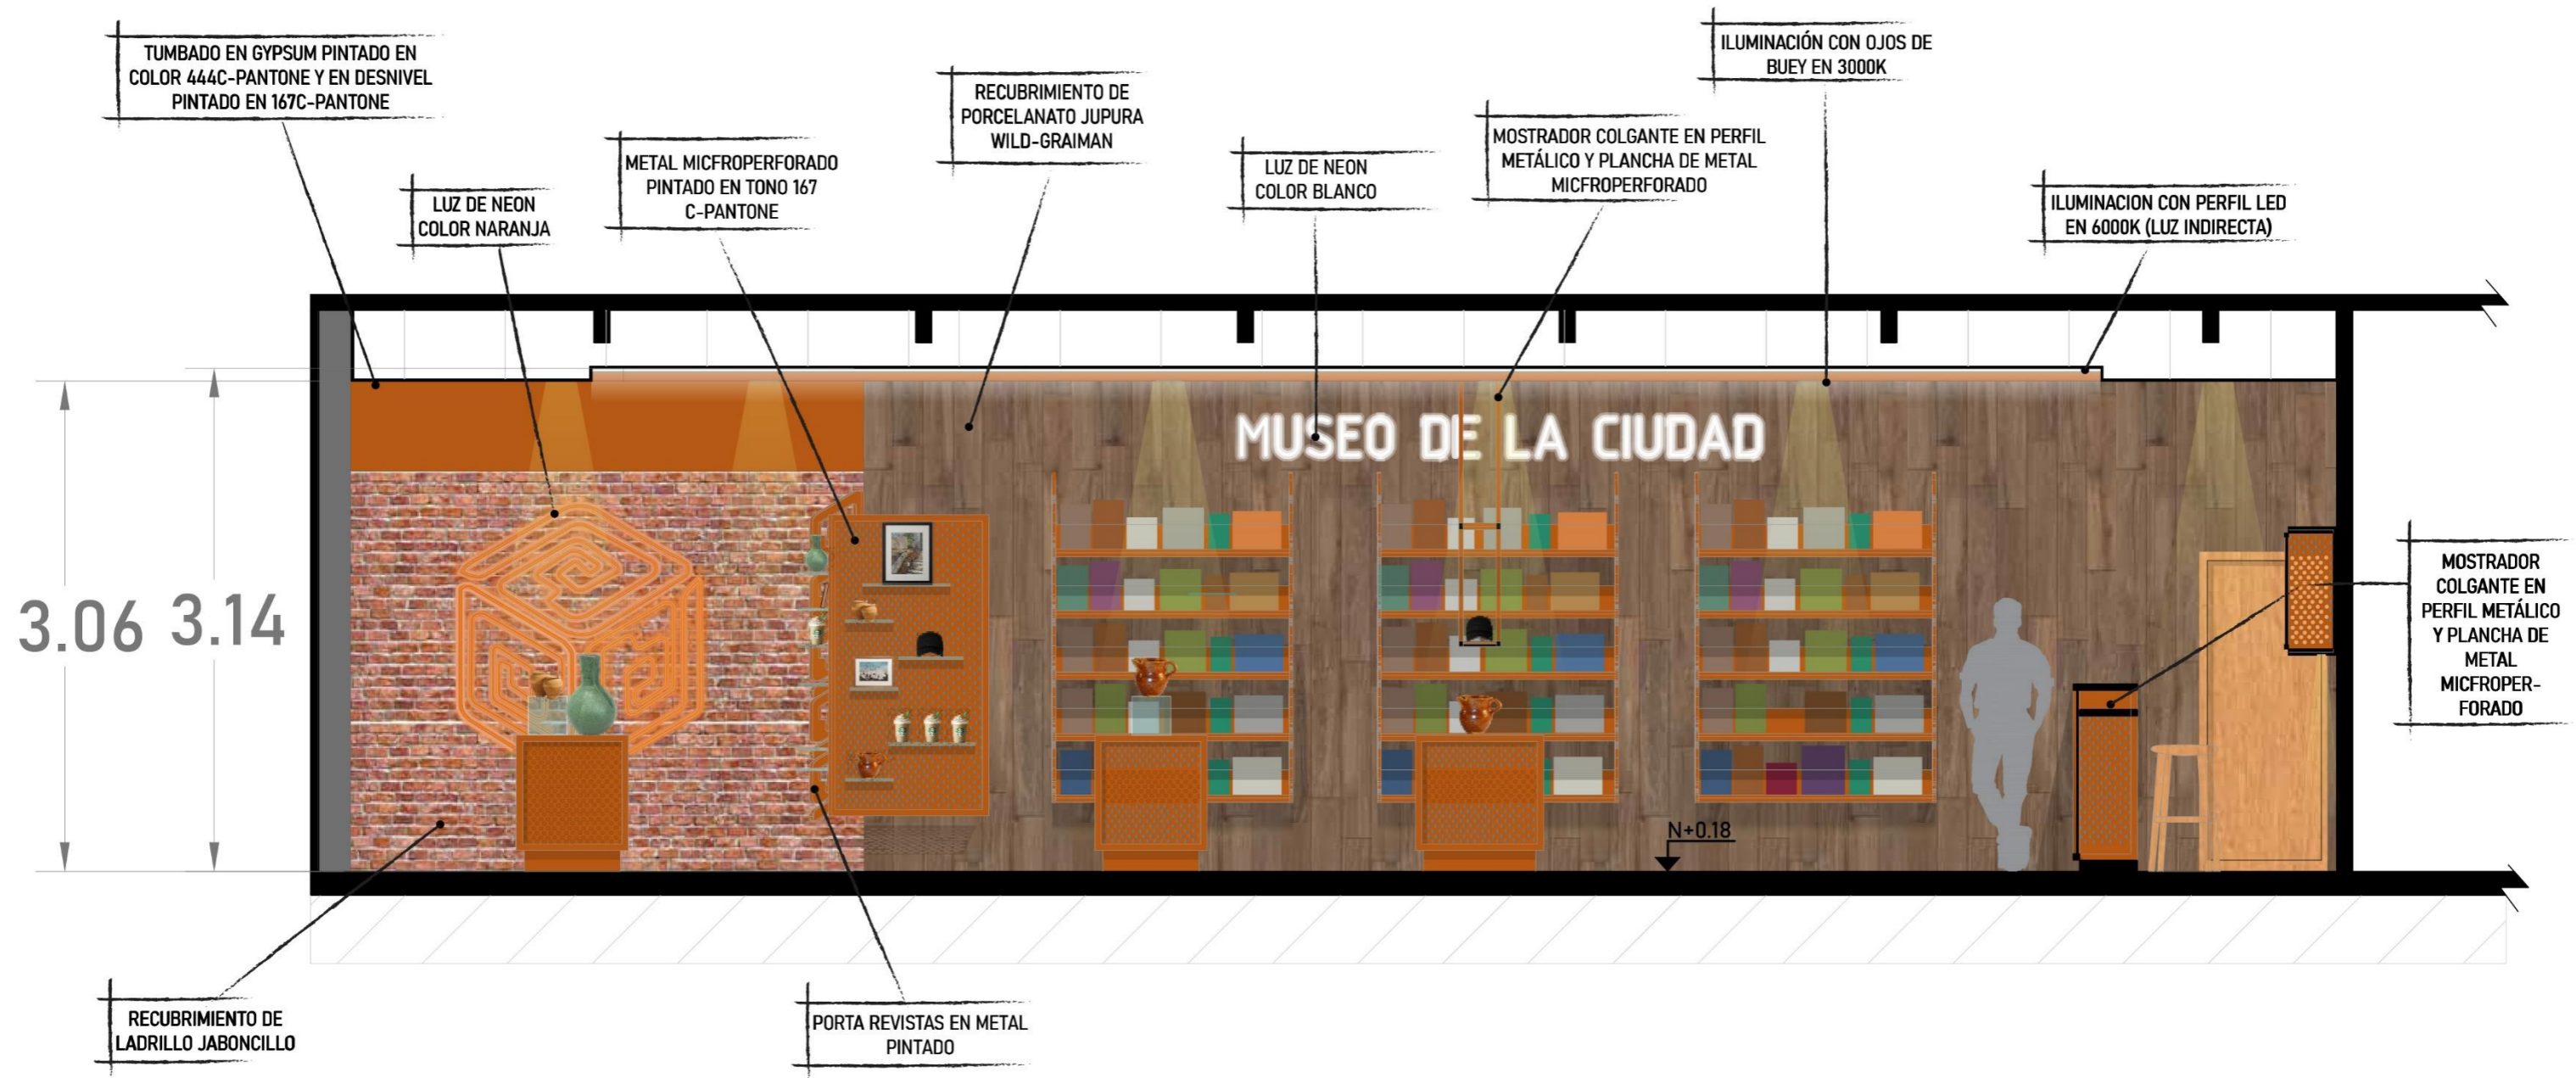 TUMBADO EN GYPSUM PINTADO EN
COLOR 444C-PANTONE Y EN DESNIVEL
PINTADO EN 167C-PANTONE
LUZ DE NEON
COLOR NARANJA
METAL MICFROPERFORADO
PINTADO EN TONO 167
C-PANTONE
RECUBRIMIENTO DE
PORCELANATO JUPURA
WILD-GRAIMAN
LUZ DE NEON
COLOR BLANCO
MOSTRADOR COLGANTE EN PERFIL
METÁLICO Y PLANCHA DE METAL
MICFROPERFORADO
ILUMINACIÓN CON OJOS DE
BUEY EN 3000K
ILUMINACION CON PERFIL LED
EN 6000K (LUZ INDIRECTA)
MUSEO DE LA CIUDAD
3.06
3.14
N+0.18
MOSTRADOR
COLGANTE EN
PERFIL METÁLICO
Y PLANCHA DE
METAL
MICFROPER-
FORADO
RECUBRIMIENTO DE
LADRILLO JABONCILLO
PORTA REVISTAS EN METAL
PINTADO